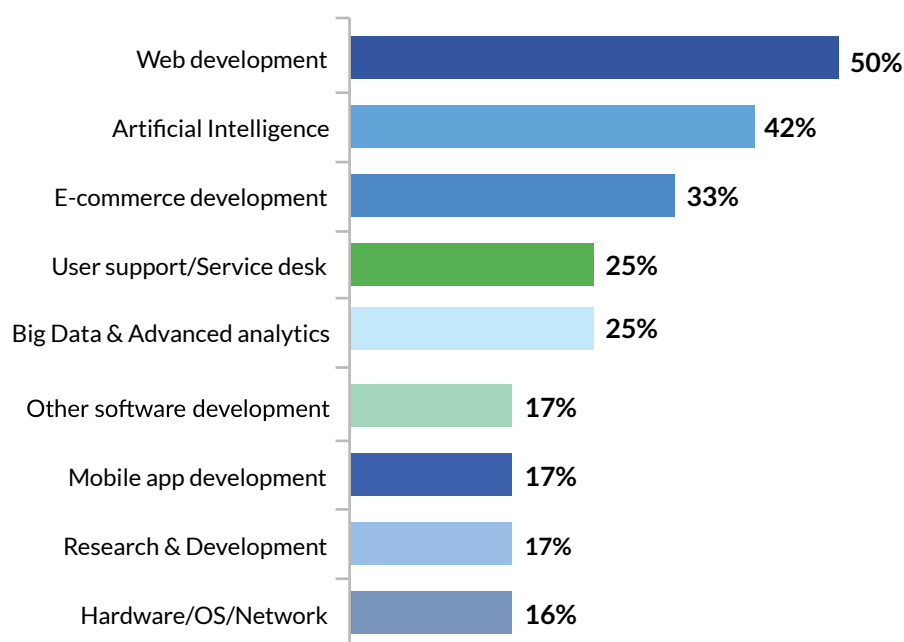 Web development 50%
Artificial Intelligence 42%
E-commerce development 33%
User support/Service desk 25%
Big Data & Advanced analytics 25%
Other software development 17%
Mobile app development 17%
Research & Development 17%
Hardware/OS/Network 16%